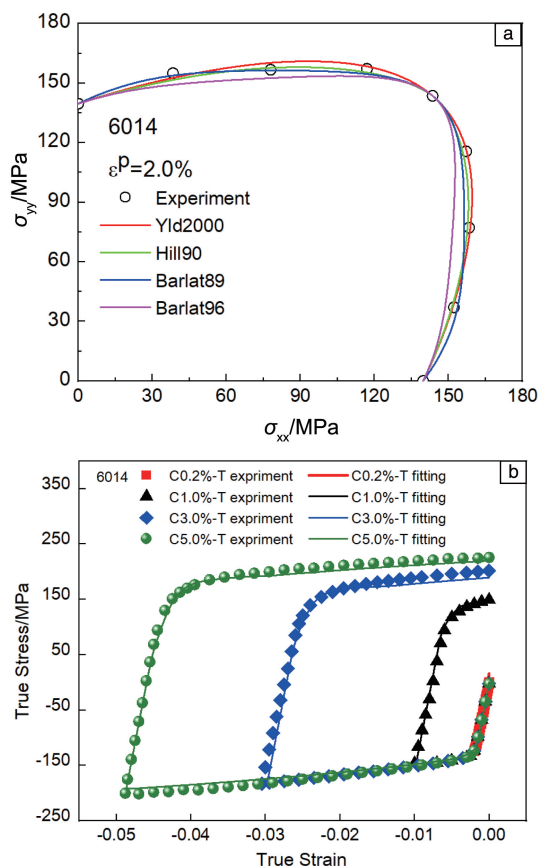 a
180
150
120
90
60
30
0
σyy/MPa
6014
ε^p=2.0%
Experiment
Yld2000
Hill90
Barlat89
Barlat96
0 30 60 90 120 150 180
σxx/MPa
b
350
250
150
50
-50
-150
-250
True Stress/MPa
6014
C0.2%-T expriment C0.2%-T fitting
C1.0%-T expriment C1.0%-T fitting
C3.0%-T expriment C3.0%-T fitting
C5.0%-T expriment C5.0%-T fitting
-0.05 -0.04 -0.03 -0.02 -0.01 0.00
True Strain